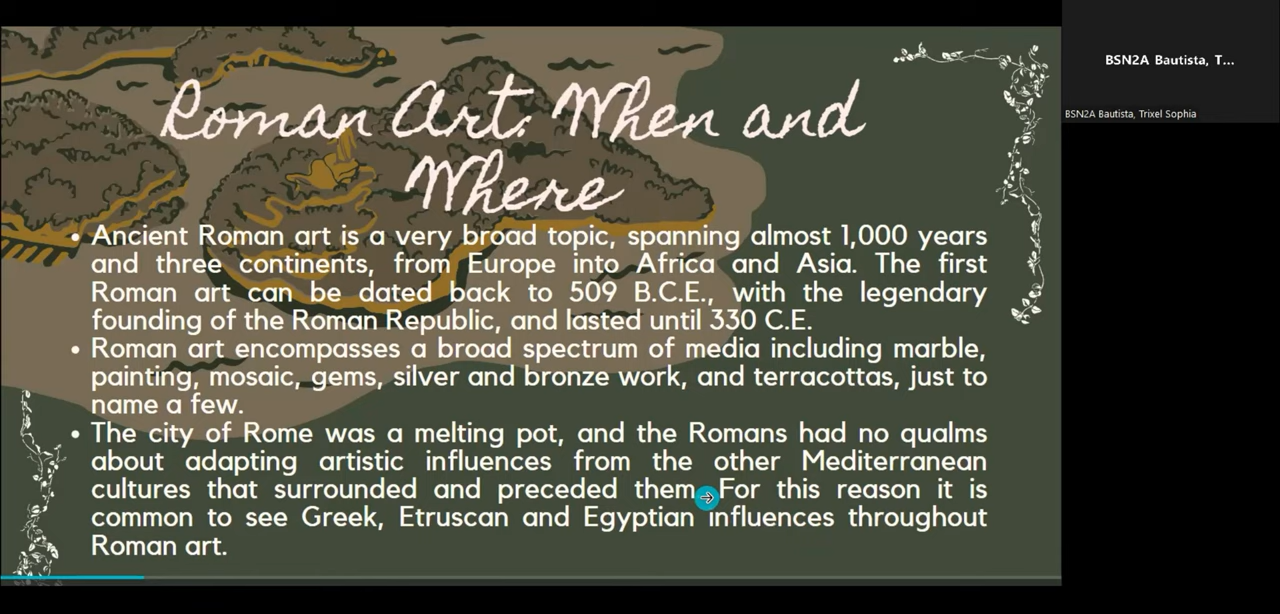 Roman Art: When and
Where
• Ancient Roman art is a very broad topic, spanning almost 1,000 years
and three continents, from Europe into Africa and Asia. The first
Roman art can be dated back to 509 B.C.E., with the legendary
founding of the Roman Republic, and lasted until 330 C.E.
• Roman art encompasses a broad spectrum of media including marble,
painting, mosaic, gems, silver and bronze work, and terracottas, just to
name a few.
• The city of Rome was a melting pot, and the Romans had no qualms
about adapting artistic influences from the other Mediterranean
cultures that surrounded and preceded them. For this reason it is
common to see Greek, Etruscan and Egyptian influences throughout
Roman art.
BSN2A Bautista, T...
BSN2A Bautista, Trixel Sophia